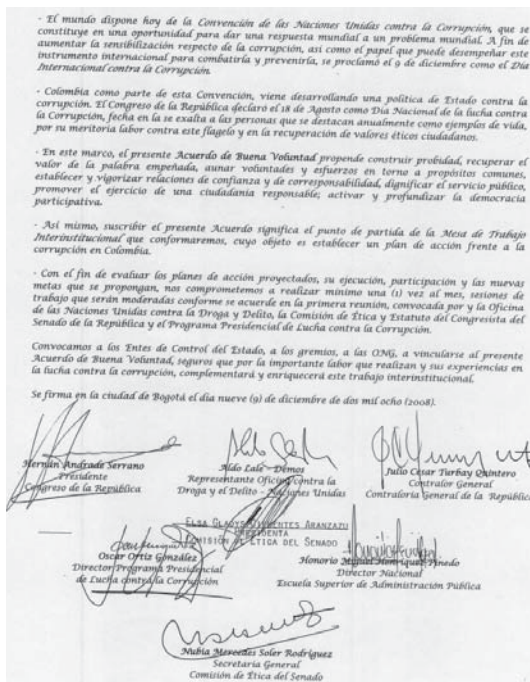 - El mundo dispone hoy de la Convención de las Naciones Unidas contra la Corrupción, que se
constituye en una oportunidad para dar una respuesta mundial a un problema mundial. A fin de
aumentar la sensibilización respecto de la corrupción, así como el papel que puede desempeñar este
instrumento internacional para combatirla y prevenirla, se proclamó el 9 de diciembre como el Día
Internacional contra la Corrupción.
- Colombia como parte de esta Convención, viene desarrollando una política de Estado contra la
corrupción. El Congreso de la República declaró el 18 de Agosto como Día Nacional de la lucha contra
la Corrupción, fecha en la se exalta a las personas que se destacan anualmente como ejemplos de vida,
por su meritoria labor contra este flagelo y en la recuperación de valores éticos ciudadanos.
- En este marco, el presente Acuerdo de Buena Voluntad propende construir probidad, recuperar el
valor de la palabra empeñada, aunar voluntades y esfuerzos en torno a propósitos comunes,
establecer y vigorizar relaciones de confianza y de corresponsabilidad, dignificar el servicio público,
promover el ejercicio de una ciudadanía responsable; activar y profundizar la democracia
participativa.
- Así mismo, suscribir el presente Acuerdo significa el punto de partida de la Mesa de Trabajo
Interinstitucional que conformaremos, cuyo objeto es establecer un plan de acción frente a la
corrupción en Colombia.
- Con el fin de evaluar los planes de acción proyectados, su ejecución, participación y las nuevas
metas que se propongan, nos comprometemos a realizar mínimo una (1) vez al mes, sesiones de
trabajo que serán moderadas conforme se acuerde en la primera reunión, convocada por y la Oficina
de las Naciones Unidas contra la Droga y Delito, la Comisión de Ética y Estatuto del Congresista del
Senado de la República y el Programa Presidencial de Lucha contra la Corrupción.
Convocamos a los Entes de Control del Estado, a los gremios, a las ONG, a vincularse al presente
Acuerdo de Buena Voluntad, seguros que por la importante labor que realizan y sus experiencias en
la lucha contra la corrupción, complementará y enriquecerá este trabajo interinstitucional.
Se firma en la ciudad de Bogotá el día nueve (9) de diciembre de dos mil ocho (2008).
Hernán Andrade Serrano
Presidente
Congreso de la República
Aldo Lale-Demos
Representante Oficina contra la
Droga y el Delito - Naciones Unidas
Julio César Turbay Quintero
Contralor General
Contraloría General de la República
ELSA GLADYS CIFUENTES ARANZAZU
PRESIDENTA
COMISIÓN DE ETICA DEL SENADO
Oscar Ortiz González
Director Programa Presidencial
de Lucha contra la Corrupción
Honorio Miguel Henríquez Pinedo
Director Nacional
Escuela Superior de Administración Pública
Nubia Mercedes Soler Rodríguez
Secretaria General
Comisión de Ética del Senado